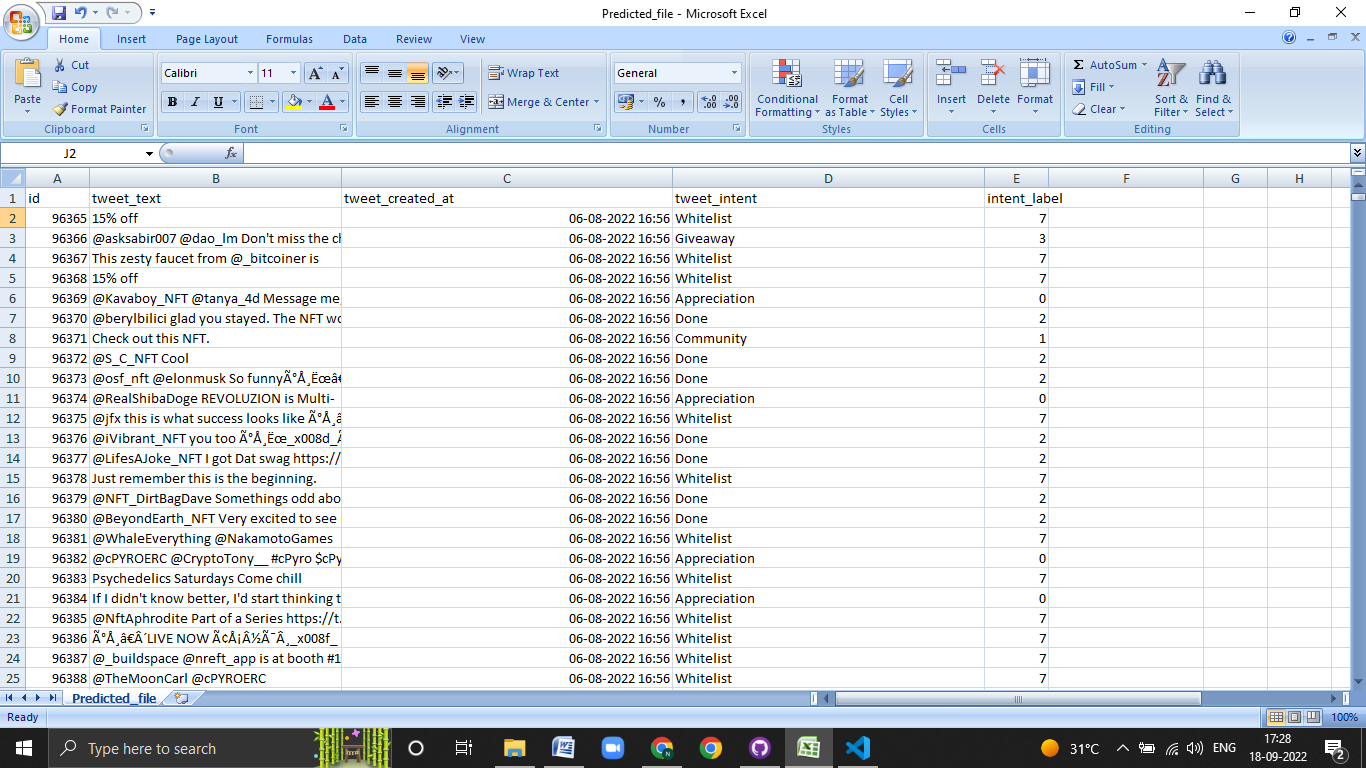 Predicted_file - Microsoft Excel
Home Insert Page Layout Formulas Data Review View
Paste Cut Copy Format Painter Clipboard
Calibri 11 A A B I U A Font
Wrap Text Merge & Center Alignment
General % , Number
Conditional Formatting Format as Table Cell Styles Styles
Insert Delete Format Cells
Σ AutoSum Fill Clear Sort & Filter Find & Select Editing
J2 fx
A B C D E F G H
1 id tweet_text tweet_created_at tweet_intent intent_label
2 96365 15% off 06-08-2022 16:56 Whitelist 7
3 96366 @asksabir007 @dao_lm Don't miss the ch 06-08-2022 16:56 Giveaway 3
4 96367 This zesty faucet from @_bitcoiner is 06-08-2022 16:56 Whitelist 7
5 96368 15% off 06-08-2022 16:56 Whitelist 7
6 96369 @Kavaboy_NFT @tanya_4d Message me, 06-08-2022 16:56 Appreciation 0
7 96370 @berylbilici glad you stayed. The NFT wo 06-08-2022 16:56 Done 2
8 96371 Check out this NFT. 06-08-2022 16:56 Community 1
9 96372 @S_C_NFT Cool 06-08-2022 16:56 Done 2
10 96373 @osf_nft @elonmusk So funnyÃ°Å¸Ëœâ€ 06-08-2022 16:56 Done 2
11 96374 @RealShibaDoge REVOLUZION is Multi- 06-08-2022 16:56 Appreciation 0
12 96375 @jfx this is what success looks like Ã°Å¸â 06-08-2022 16:56 Whitelist 7
13 96376 @iVibrant_NFT you too Ã°Å¸Ëœ_x008d_Ã 06-08-2022 16:56 Done 2
14 96377 @LifesAJoke_NFT I got Dat swag https:/ 06-08-2022 16:56 Done 2
15 96378 Just remember this is the beginning. 06-08-2022 16:56 Whitelist 7
16 96379 @NFT_DirtBagDave Somethings odd abo 06-08-2022 16:56 Done 2
17 96380 @BeyondEarth_NFT Very excited to see 06-08-2022 16:56 Done 2
18 96381 @WhaleEverything @NakamotoGames 06-08-2022 16:56 Whitelist 7
19 96382 @cPYROERC @CryptoTony__ #cPyro $cPy 06-08-2022 16:56 Appreciation 0
20 96383 Psychedelics Saturdays Come chill 06-08-2022 16:56 Whitelist 7
21 96384 If I didn't know better, I'd start thinking t 06-08-2022 16:56 Appreciation 0
22 96385 @NftAphrodite Part of a Series https://t. 06-08-2022 16:56 Whitelist 7
23 96386 Ã°Å¸â€Â´LIVE NOW Ã¢Å¡Â½Ã¯Â¸_x008f_ 06-08-2022 16:56 Whitelist 7
24 96387 @_buildspace @nreft_app is at booth #1 06-08-2022 16:56 Whitelist 7
25 96388 @TheMoonCarl @cPYROERC 06-08-2022 16:56 Whitelist 7
Predicted_file
Ready 100%
Type here to search 31°C ENG 17:28
18-09-2022 2